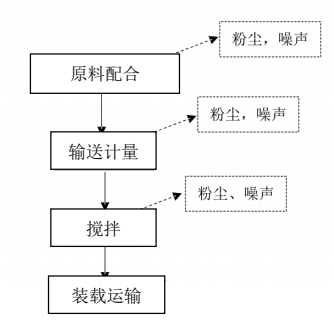 粉尘，噪声
原料配合
粉尘，噪声
输送计量
粉尘、噪声
搅拌
装载运输